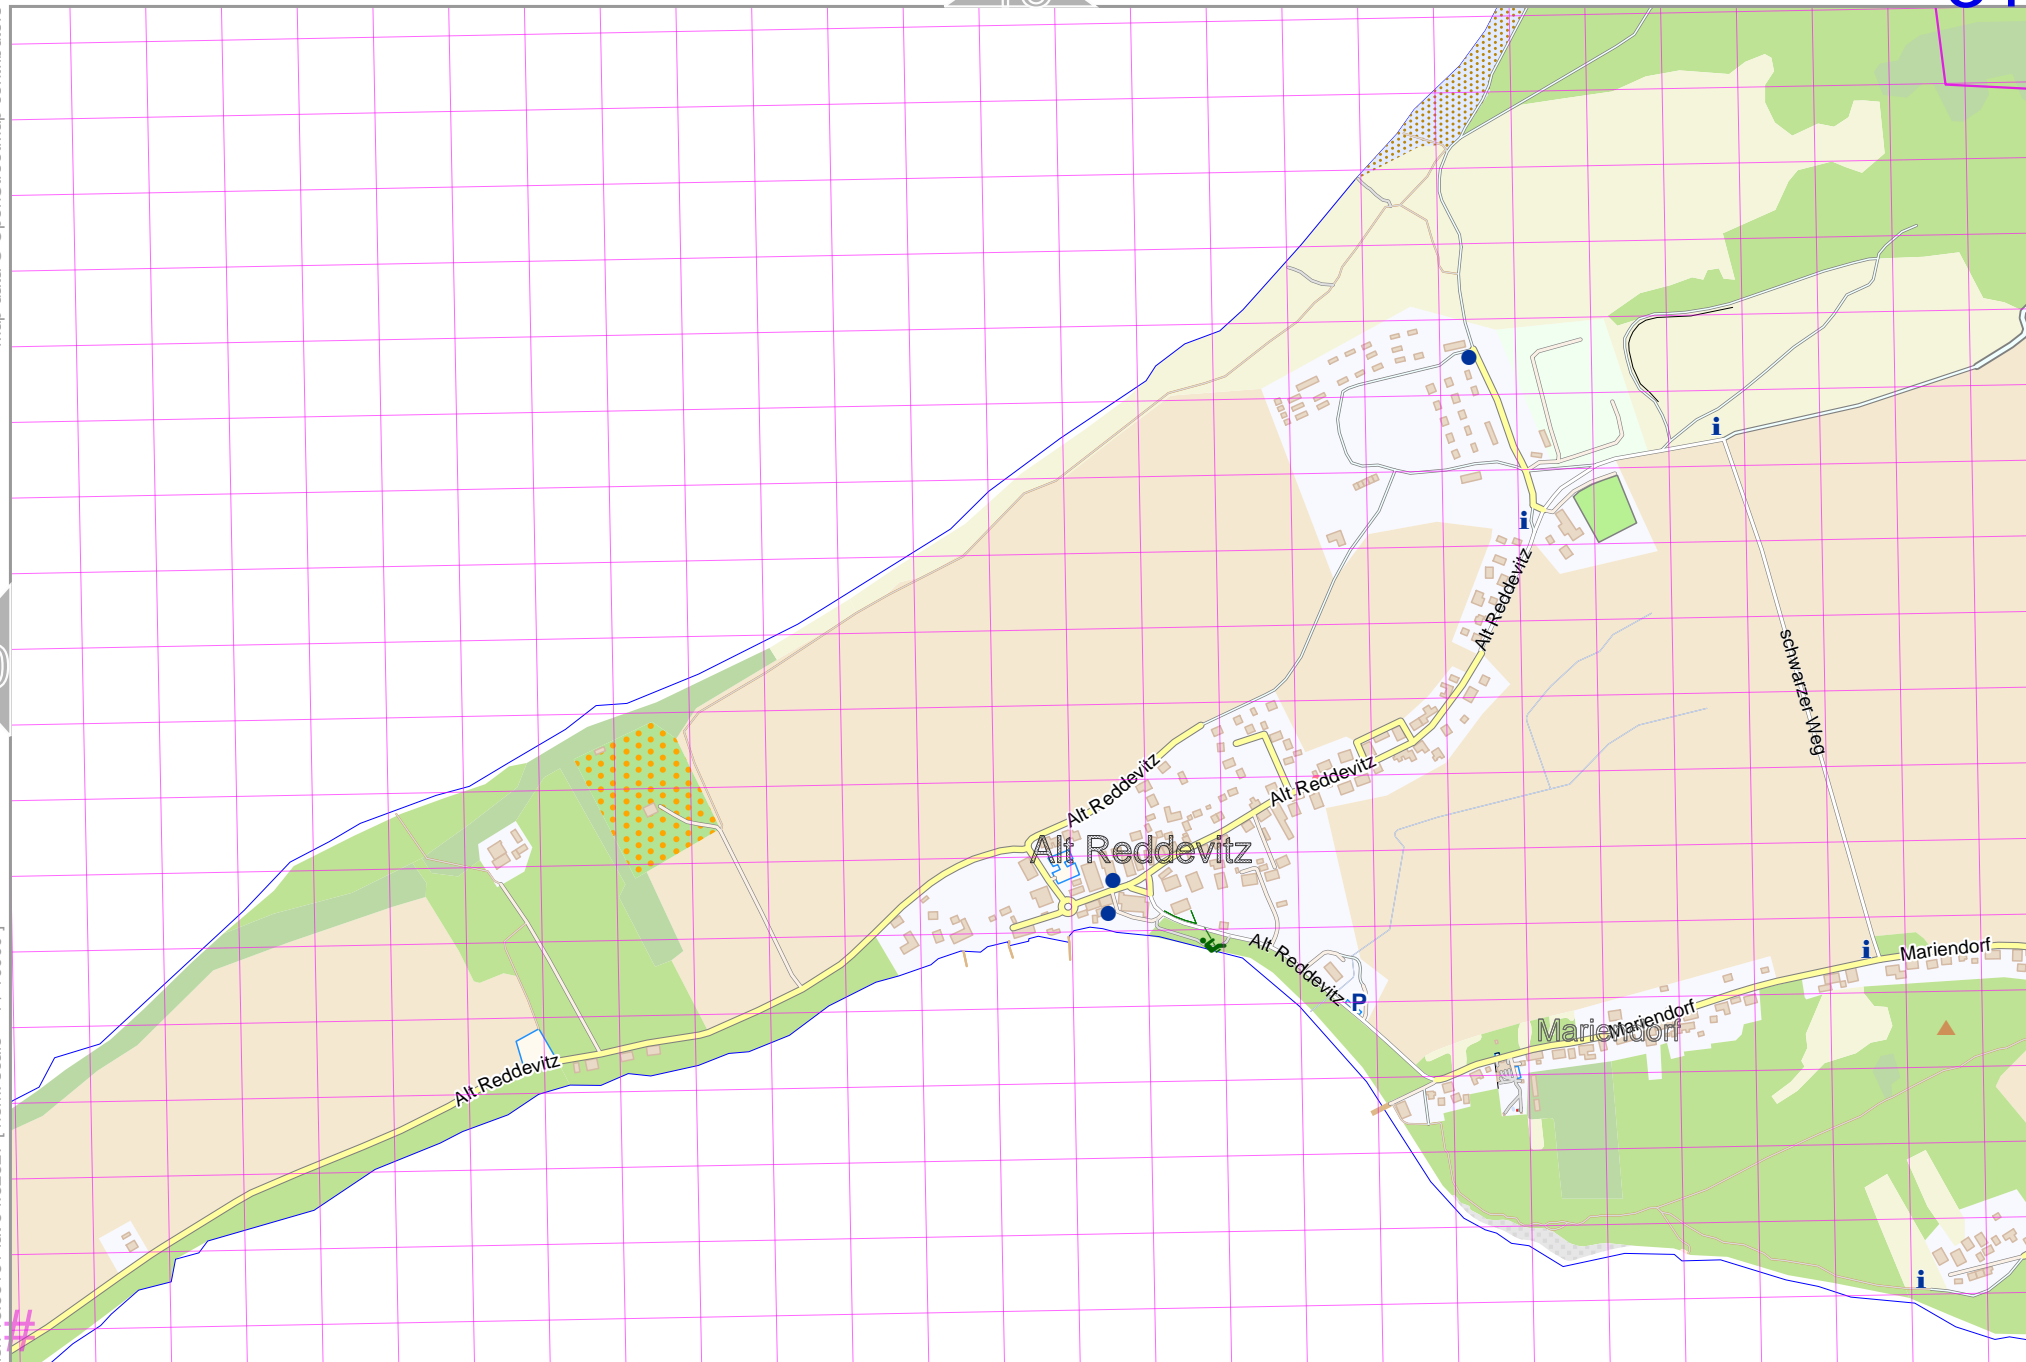 i
i
Alt Reddevitz
schwarzer Weg
Alt Reddevitz
Alt Reddevitz
Alt Reddevitz
Alt Reddevitz
i
Mariendorf
P
Mariendorf
Mariendorf
Alt Reddevitz
i
#